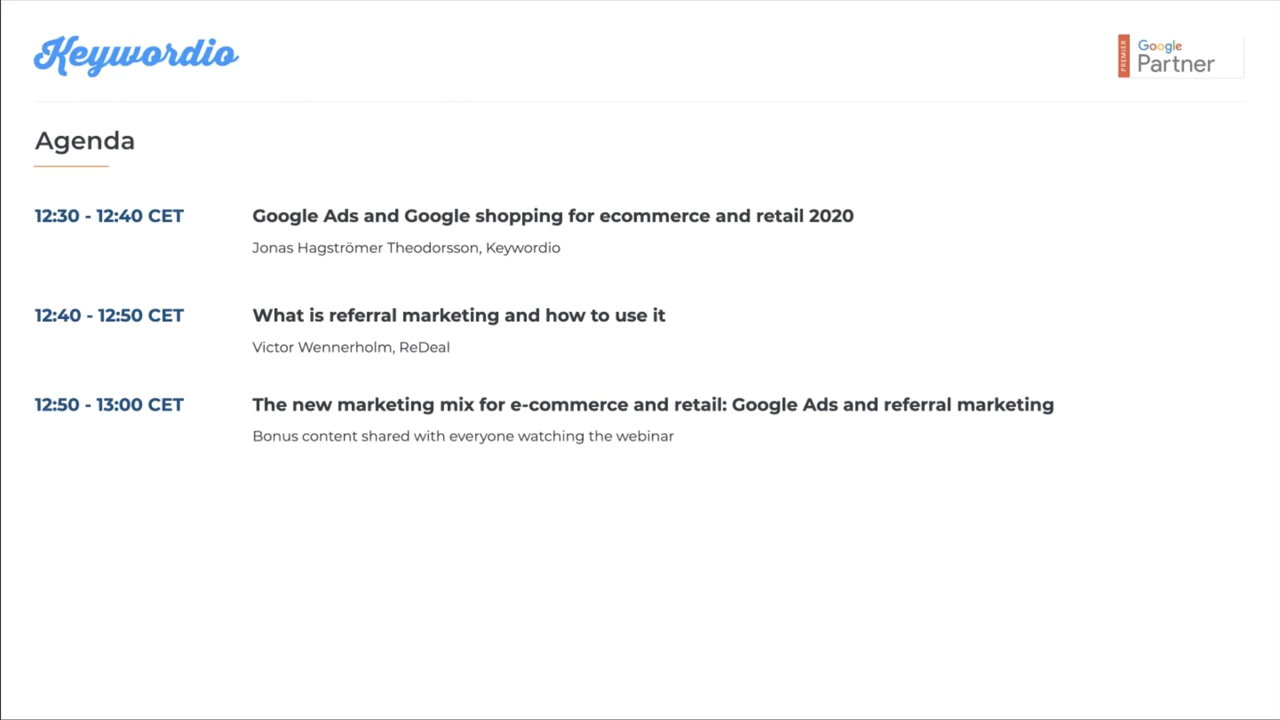 Keywordio
PREMIER
Google
Partner
Agenda
12:30 - 12:40 CET
Google Ads and Google shopping for ecommerce and retail 2020
Jonas Hagströmer Theodorsson, Keywordio
12:40 - 12:50 CET
What is referral marketing and how to use it
Victor Wennerholm, ReDeal
12:50 - 13:00 CET
The new marketing mix for e-commerce and retail: Google Ads and referral marketing
Bonus content shared with everyone watching the webinar